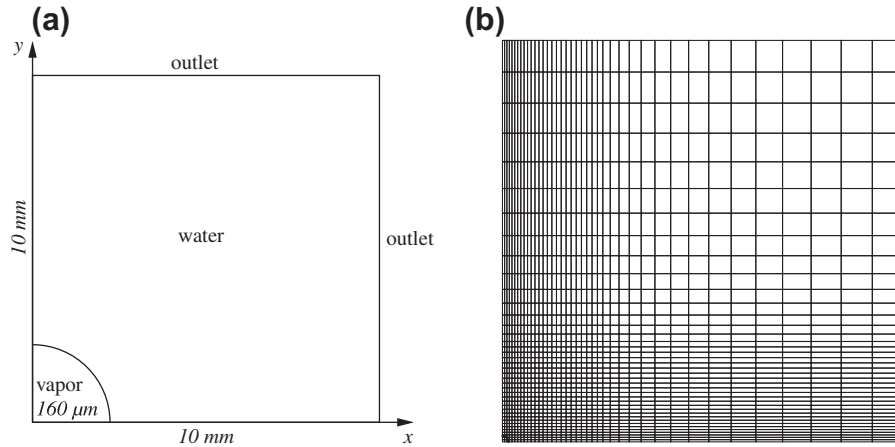 (a)
y
outlet
10 mm
water
outlet
vapor
160 μm
10 mm
x
(b)